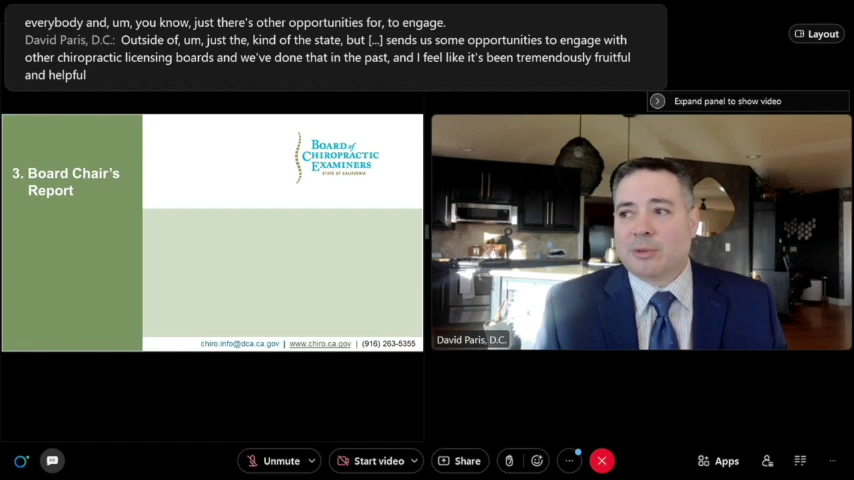 everybody and, um, you know, just there's other opportunities for, to engage.
David Paris, D.C.: Outside of, um, just the, kind of the state, but [...] sends us some opportunities to engage with
other chiropractic licensing boards and we've done that in the past, and I feel like it's been tremendously fruitful
and helpful
Layout
Expand panel to show video
3. Board Chair's
Report
BOARD of
CHIROPRACTIC
EXAMINERS
STATE OF CALIFORNIA
chiro.info@dca.ca.gov | www.chiro.ca.gov | (916) 263-5355
David Paris, D.C.
Unmute
Start video
Share
Apps